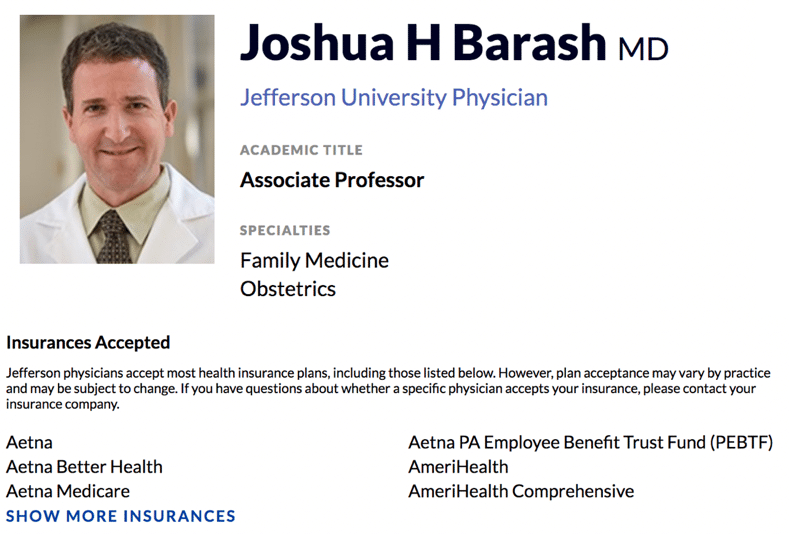 Joshua H Barash MD
Jefferson University Physician
ACADEMIC TITLE
Associate Professor
SPECIALTIES
Family Medicine
Obstetrics
Insurances Accepted
Jefferson physicians accept most health insurance plans, including those listed below. However, plan acceptance may vary by practice
and may be subject to change. If you have questions about whether a specific physician accepts your insurance, please contact your
insurance company.
Aetna
Aetna Better Health
Aetna Medicare
Aetna PA Employee Benefit Trust Fund (PEBTF)
AmeriHealth
AmeriHealth Comprehensive
SHOW MORE INSURANCES